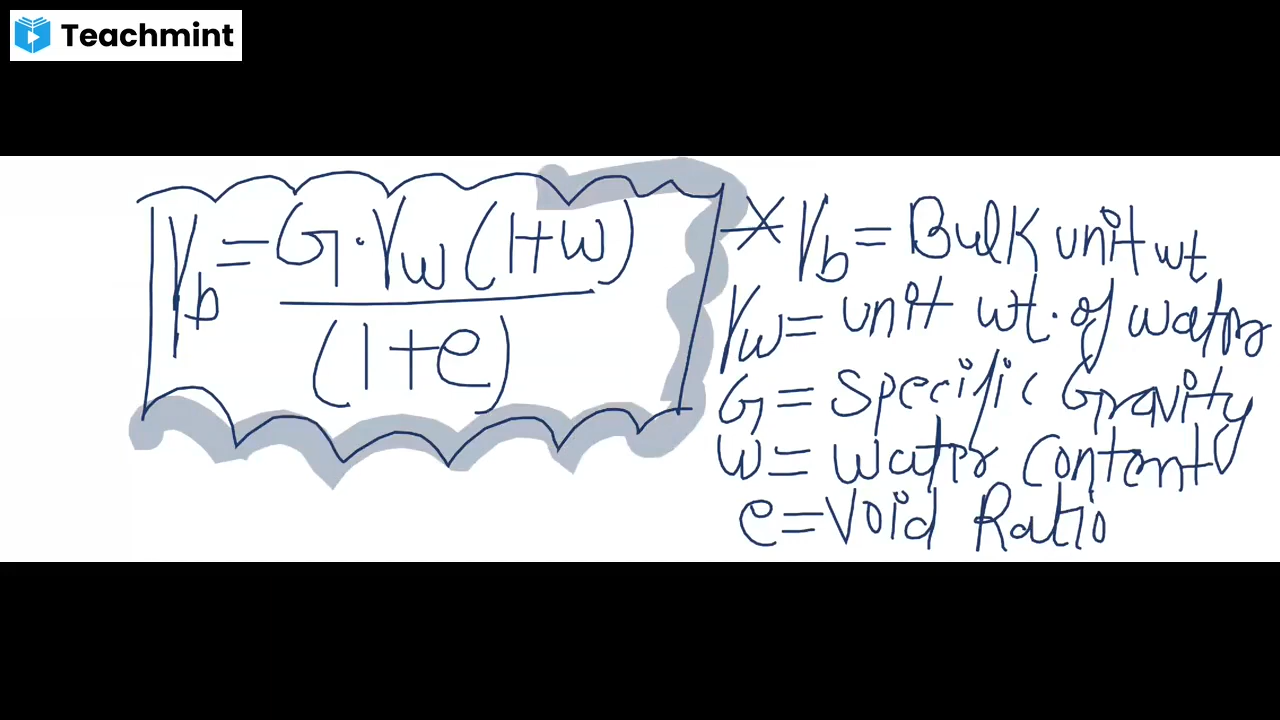 Teachmint
γb = G·γw(1+w)
(1+e)
* γb = Bulk unit wt
γw = unit wt. of water
G = Specific Gravity
w = water content
e = Void Ratio